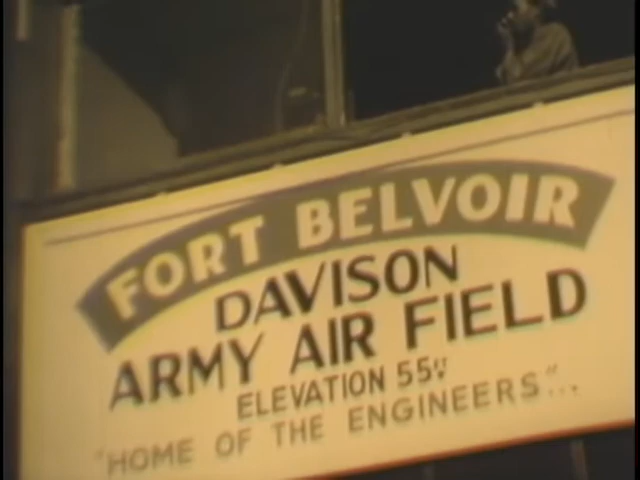 FORT BELVOIR
DAVISON
ARMY AIR FIELD
ELEVATION 55'
"HOME OF THE ENGINEERS"...